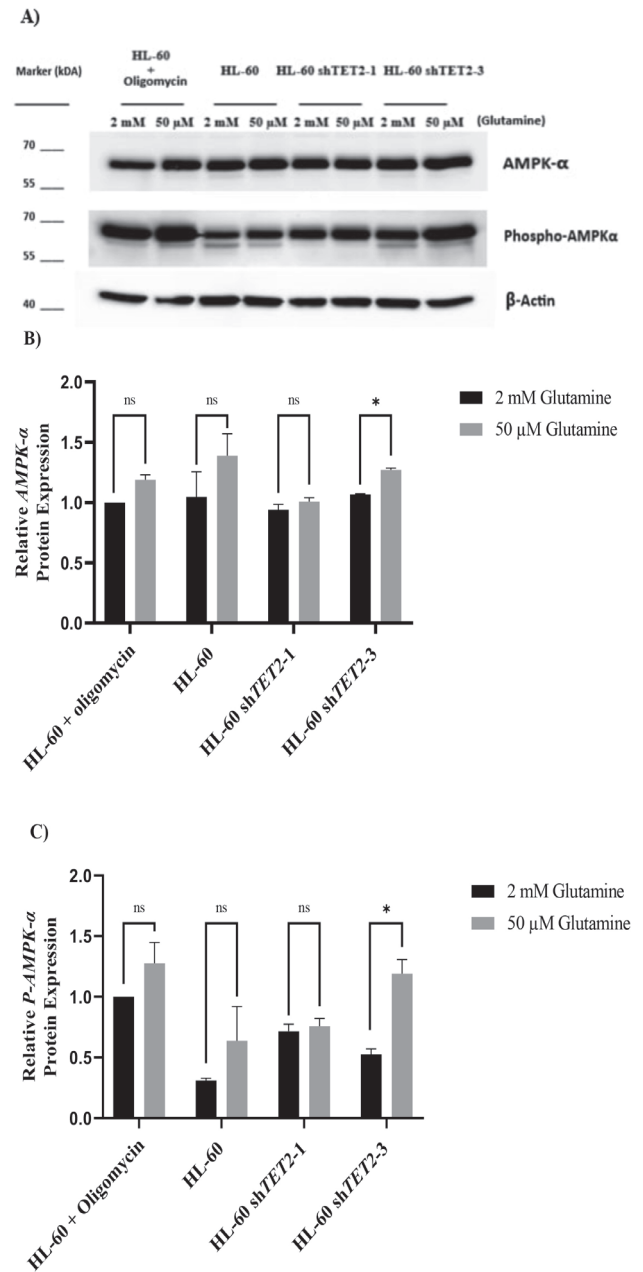 A)
HL-60
+
Oligomycin
HL-60
HL-60 shTET2-1
HL-60 shTET2-3
Marker (kDA)
2 mM 50 µM 2 mM 50 µM 2 mM 50 µM 2 mM 50 µM (Glutamine)
70
55
AMPK-α
70
55
Phospho-AMPKα
40
β-Actin
B)
2.0
1.5
1.0
0.5
0.0
Relative AMPK-α
Protein Expression
ns
ns
ns
*
2 mM Glutamine
50 µM Glutamine
HL-60 + oligomycin
HL-60
HL-60 shTET2-1
HL-60 shTET2-3
C)
2.0
1.5
1.0
0.5
0.0
Relative P-AMPK-α
Protein Expression
ns
ns
ns
*
2 mM Glutamine
50 µM Glutamine
HL-60 + Oligomycin
HL-60
HL-60 shTET2-1
HL-60 shTET2-3